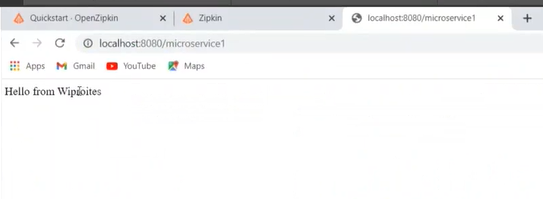 Quickstart · OpenZipkin
Zipkin
localhost:8080/microservice1
localhost:8080/microservice1
Apps
Gmail
YouTube
Maps
Hello from Wiproites